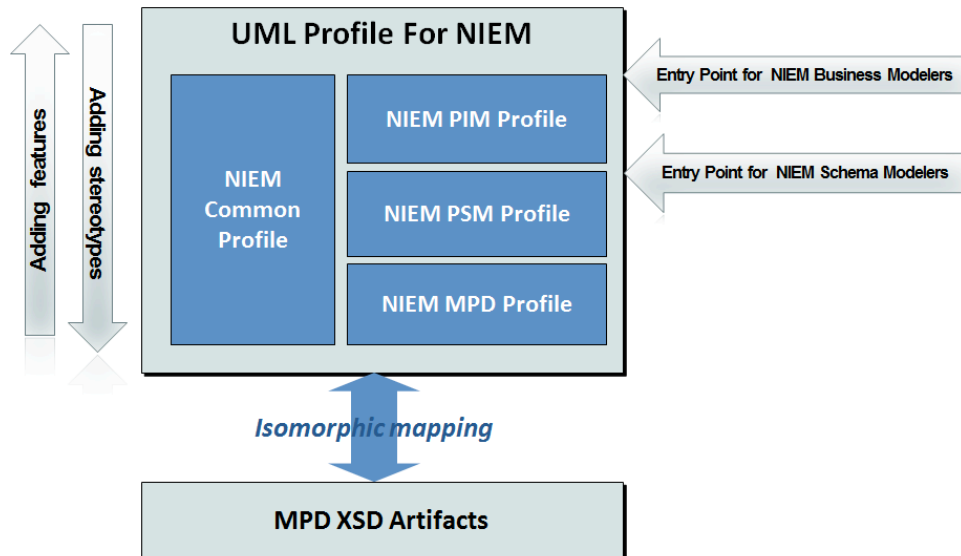 UML Profile For NIEM
Adding features
Adding stereotypes
NIEM
Common
Profile
NIEM PIM Profile
NIEM PSM Profile
NIEM MPD Profile
Entry Point for NIEM Business Modelers
Entry Point for NIEM Schema Modelers
Isomorphic mapping
MPD XSD Artifacts